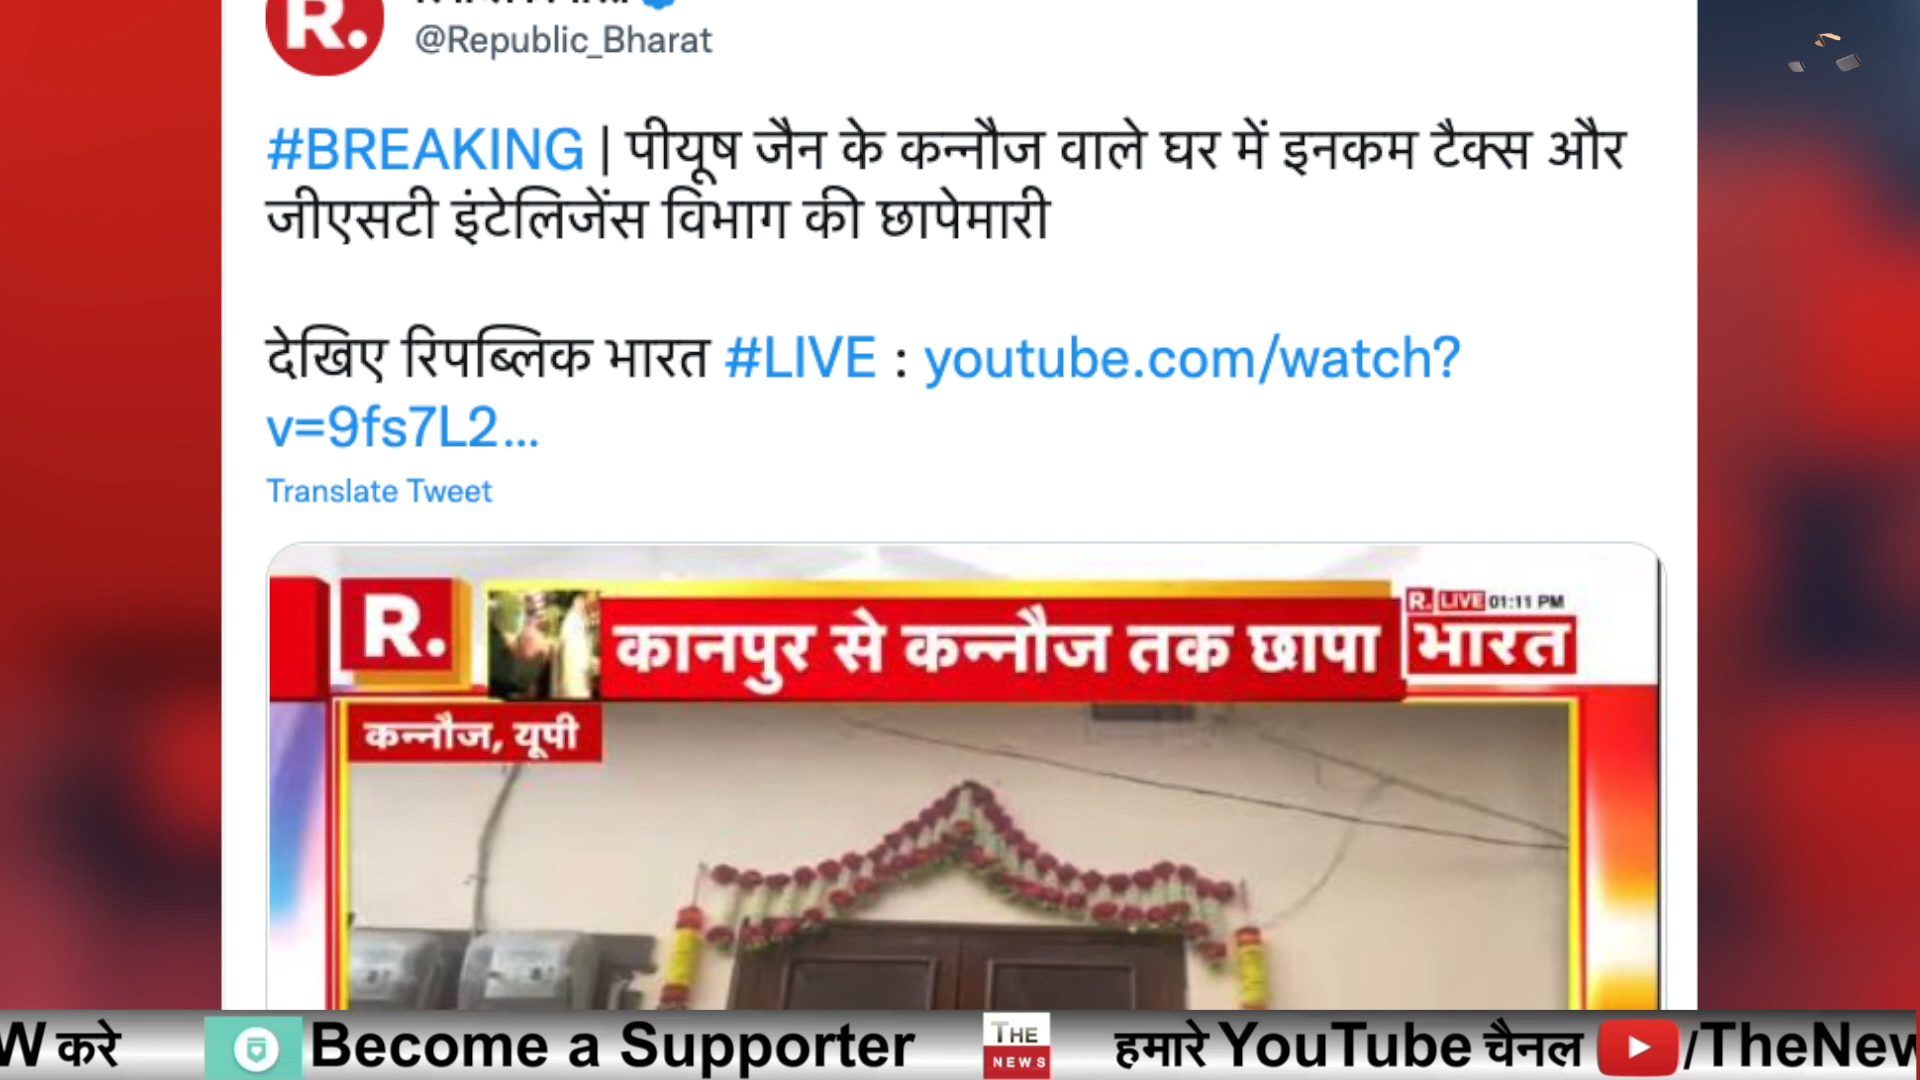 R.
@Republic_Bharat
#BREAKING | पीयूष जैन के कन्नौज वाले घर में इनकम टैक्स और
जीएसटी इंटेलिजेंस विभाग की छापेमारी
देखिए रिपब्लिक भारत #LIVE : youtube.com/watch?
v=9fs7L2...
Translate Tweet
R.
कानपुर से कन्नौज तक छापा
R. LIVE 01:11 PM
भारत
कन्नौज, यूपी
W करे Become a Supporter THE NEWS हमारे YouTube चैनल /TheNew